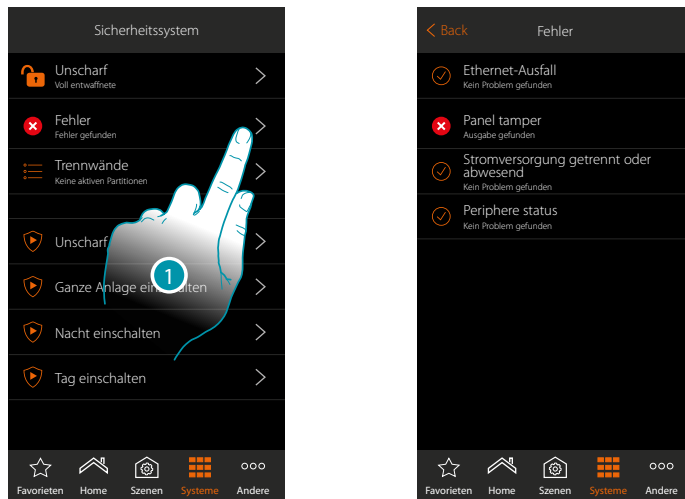 Sicherheitssystem
Unscharf
Voll entwaffnete
Fehler
Fehler gefunden
Trennwände
Keine aktiven Partitionen
Unscharf
1
Ganze Anlage einschalten
Nacht einschalten
Tag einschalten
Favorieten Home Szenen Systeme Andere
Back Fehler
Ethernet-Ausfall
Kein Problem gefunden
Panel tamper
Ausgabe gefunden
Stromversorgung getrennt oder
abwesend
Kein Problem gefunden
Periphere status
Kein Problem gefunden
Favorieten Home Szenen Systeme Andere